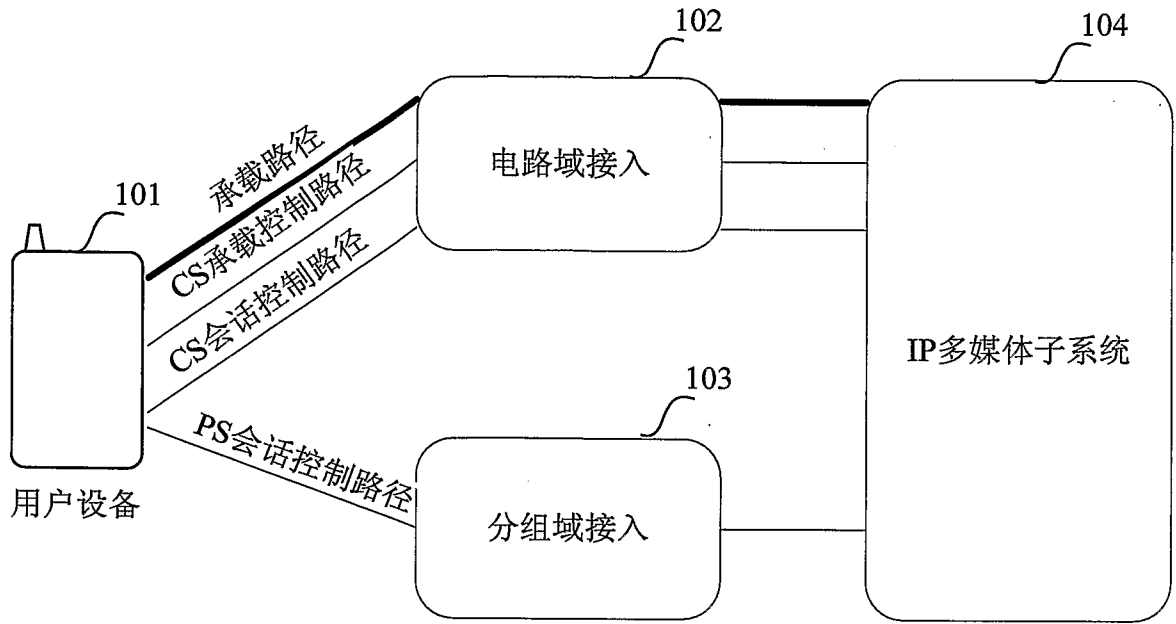 102
104
承载路径
电路域接入
101
CS承载控制路径
CS会话控制路径
IP多媒体子系统
103
PS会话控制路径
用户设备
分组域接入